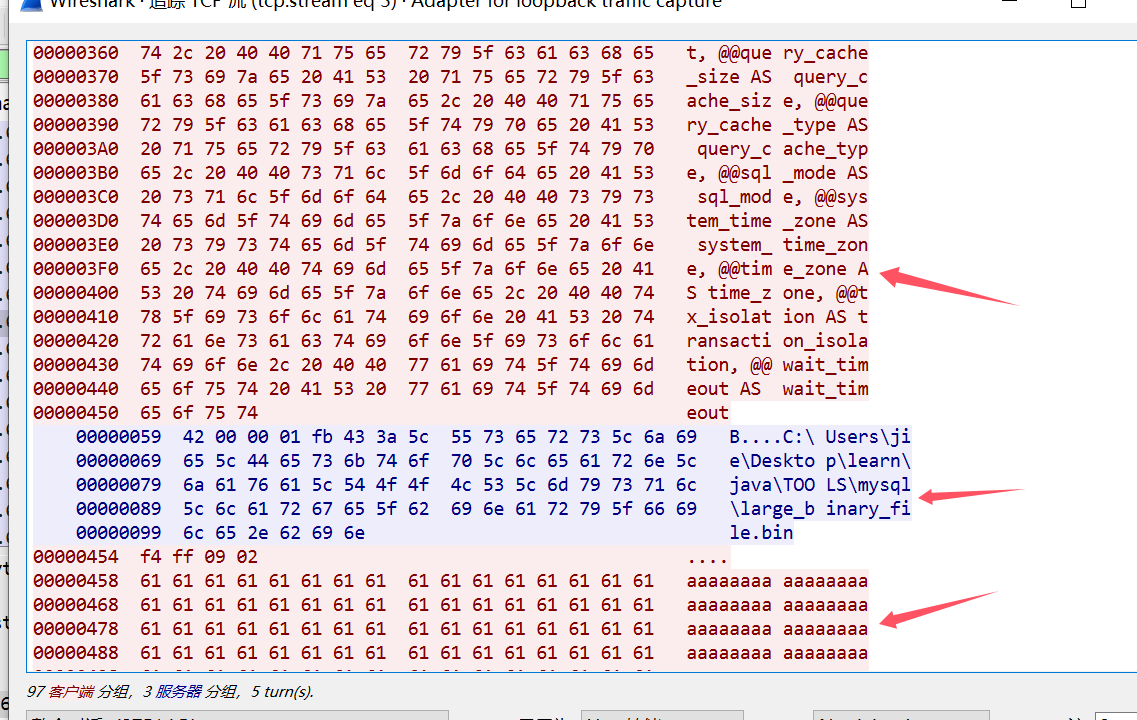 Wireshark · 追踪 TCP 流 (tcp.stream eq 5) · Adapter for loopback traffic capture
00000360 74 2c 20 40 40 71 75 65 72 79 5f 63 61 63 68 65 t, @@que ry_cache
00000370 5f 73 69 7a 65 20 41 53 20 71 75 65 72 79 5f 63 _size AS query_c
00000380 61 63 68 65 5f 73 69 7a 65 2c 20 40 40 71 75 65 ache_siz e, @@que
00000390 72 79 5f 63 61 63 68 65 5f 74 79 70 65 20 41 53 ry_cache _type AS
000003A0 20 71 75 65 72 79 5f 63 61 63 68 65 5f 74 79 70 query_c ache_typ
000003B0 65 2c 20 40 40 73 71 6c 5f 6d 6f 64 65 20 41 53 e, @@sql _mode AS
000003C0 20 73 71 6c 5f 6d 6f 64 65 2c 20 40 40 73 79 73 sql_mod e, @@sys
000003D0 74 65 6d 5f 74 69 6d 65 5f 7a 6f 6e 65 20 41 53 tem_time _zone AS
000003E0 20 73 79 73 74 65 6d 5f 74 69 6d 65 5f 7a 6f 6e system_ time_zon
000003F0 65 2c 20 40 40 74 69 6d 65 5f 7a 6f 6e 65 20 41 e, @@tim e_zone A
00000400 53 20 74 69 6d 65 5f 7a 6f 6e 65 2c 20 40 40 74 S time_z one, @@t
00000410 78 5f 69 73 6f 6c 61 74 69 6f 6e 20 41 53 20 74 x_isolat ion AS t
00000420 72 61 6e 73 61 63 74 69 6f 6e 5f 69 73 6f 6c 61 ransacti on_isola
00000430 74 69 6f 6e 2c 20 40 40 77 61 69 74 5f 74 69 6d tion, @@ wait_tim
00000440 65 6f 75 74 20 41 53 20 77 61 69 74 5f 74 69 6d eout AS wait_tim
00000450 65 6f 75 74 eout
00000059 42 00 00 01 fb 43 3a 5c 55 73 65 72 73 5c 6a 69 B....C:\ Users\ji
00000069 65 5c 44 65 73 6b 74 6f 70 5c 6c 65 61 72 6e 5c e\Deskto p\learn\
00000079 6a 61 76 61 5c 54 4f 4f 4c 53 5c 6d 79 73 71 6c java\TOO LS\mysql
00000089 5c 6c 61 72 67 65 5f 62 69 6e 61 72 79 5f 66 69 \large_b inary_fi
00000099 6c 65 2e 62 69 6e le.bin
00000454 f4 ff 09 02 ....
00000458 61 61 61 61 61 61 61 61 61 61 61 61 61 61 61 61 aaaaaaaa aaaaaaaa
00000468 61 61 61 61 61 61 61 61 61 61 61 61 61 61 61 61 aaaaaaaa aaaaaaaa
00000478 61 61 61 61 61 61 61 61 61 61 61 61 61 61 61 61 aaaaaaaa aaaaaaaa
00000488 61 61 61 61 61 61 61 61 61 61 61 61 61 61 61 61 aaaaaaaa aaaaaaaa
97 客户端 分组, 3 服务器 分组, 5 turn(s).